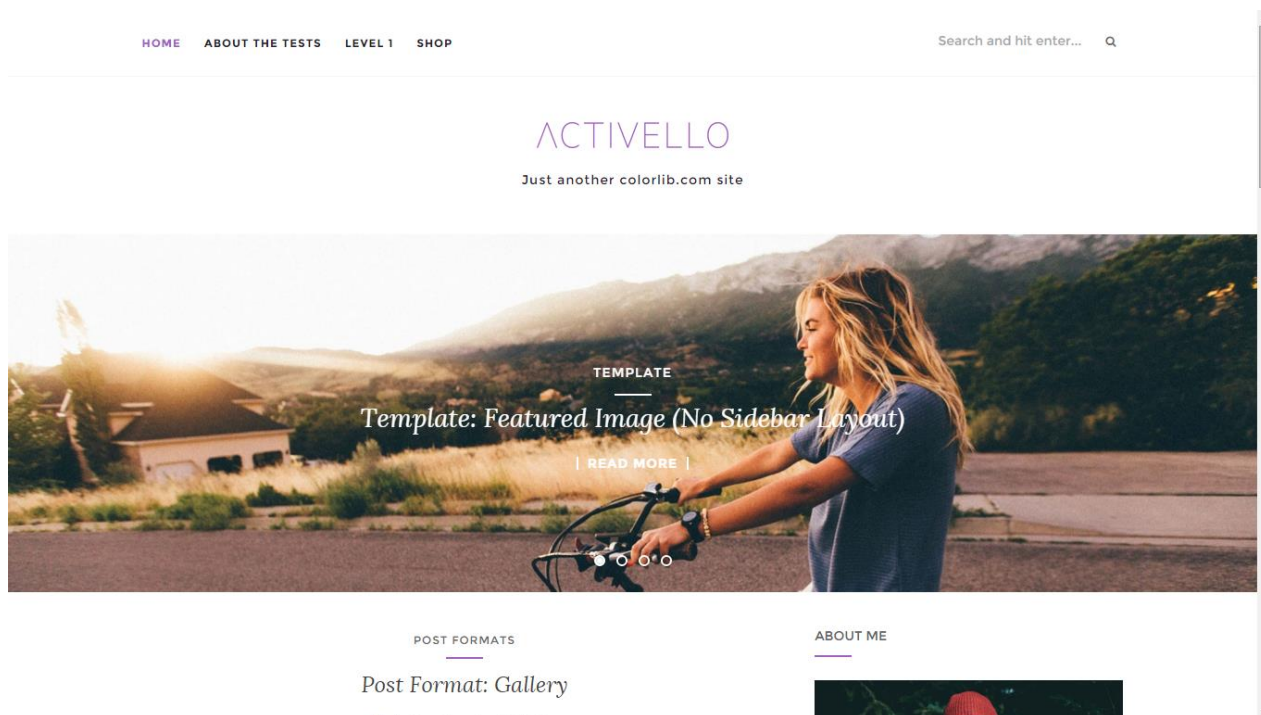 HOME ABOUT THE TESTS LEVEL 1 SHOP Search and hit enter...
ACTIVELLO
Just another colorlib.com site
TEMPLATE
Template: Featured Image (No Sidebar Layout)
| READ MORE |
POST FORMATS
Post Format: Gallery
ABOUT ME